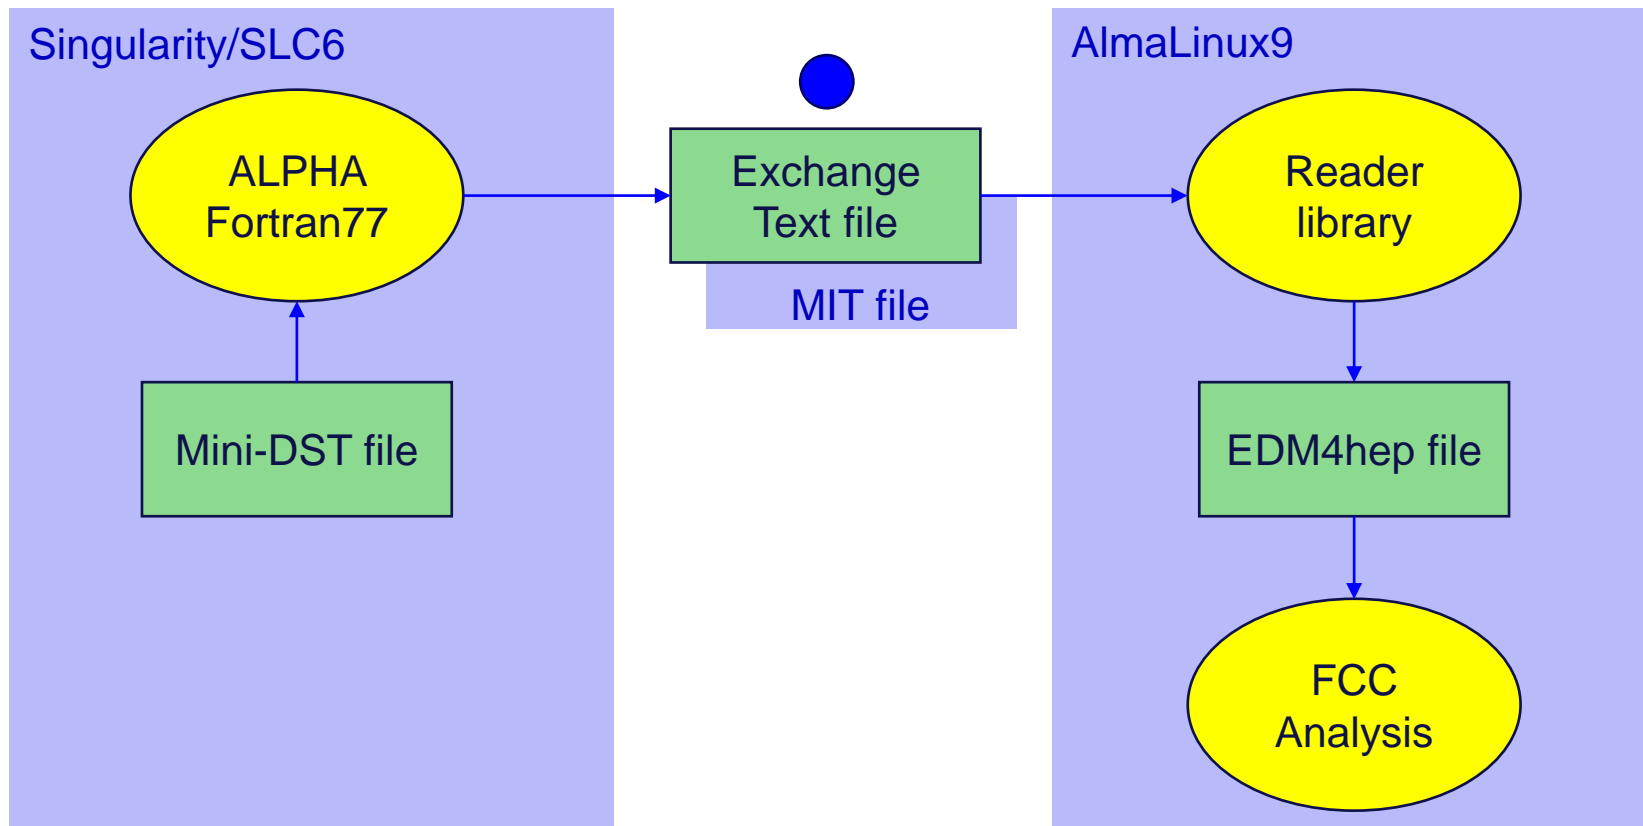 Singularity/SLC6
ALPHA
Fortran77
Mini-DST file
Exchange
Text file
MIT file
AlmaLinux9
Reader
library
EDM4hep file
FCC
Analysis